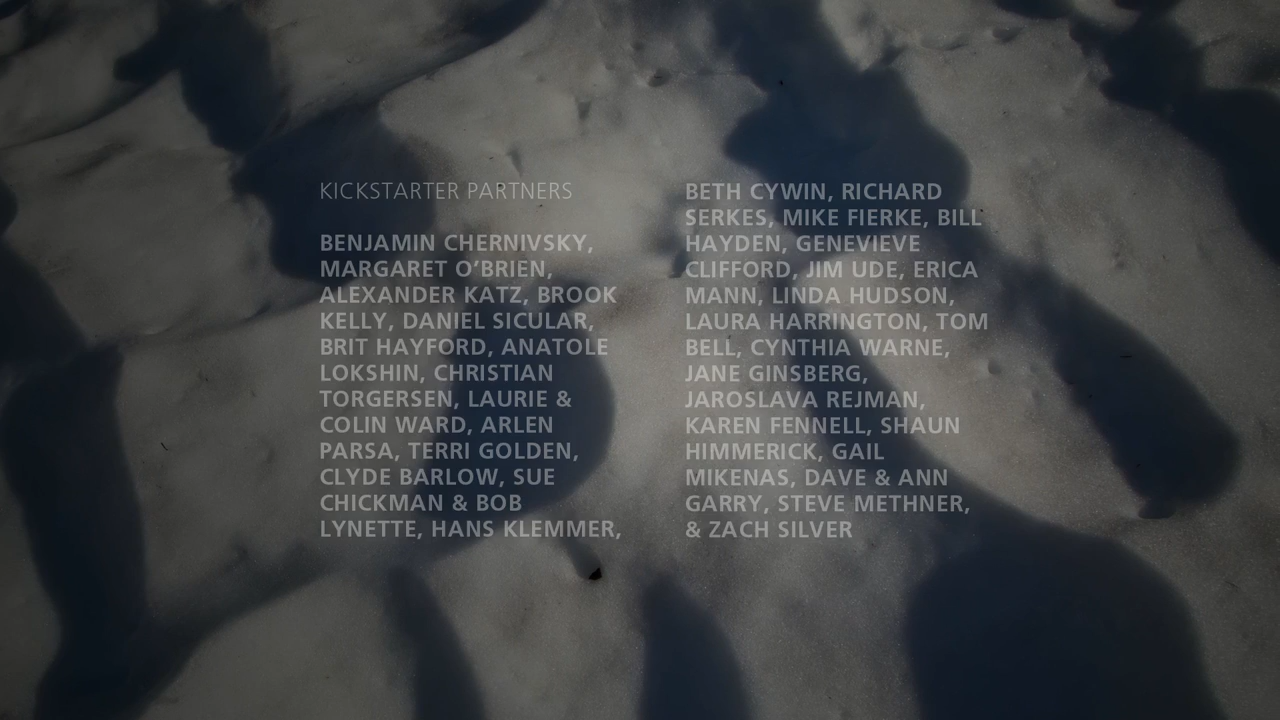 KICKSTARTER PARTNERS
BENJAMIN CHERNIVSKY,
MARGARET O'BRIEN,
ALEXANDER KATZ, BROOK
KELLY, DANIEL SICULAR,
BRIT HAYFORD, ANATOLE
LOKSHIN, CHRISTIAN
TORGERSEN, LAURIE &
COLIN WARD, ARLEN
PARSA, TERRI GOLDEN,
CLYDE BARLOW, SUE
CHICKMAN & BOB
LYNETTE, HANS KLEMMER,
BETH CYWIN, RICHARD
SERKES, MIKE FIERKE, BILL
HAYDEN, GENEVIEVE
CLIFFORD, JIM UDE, ERICA
MANN, LINDA HUDSON,
LAURA HARRINGTON, TOM
BELL, CYNTHIA WARNE,
JANE GINSBERG,
JAROSLAVA REJMAN,
KAREN FENNELL, SHAUN
HIMMERICK, GAIL
MIKENAS, DAVE & ANN
GARRY, STEVE METHNER,
& ZACH SILVER